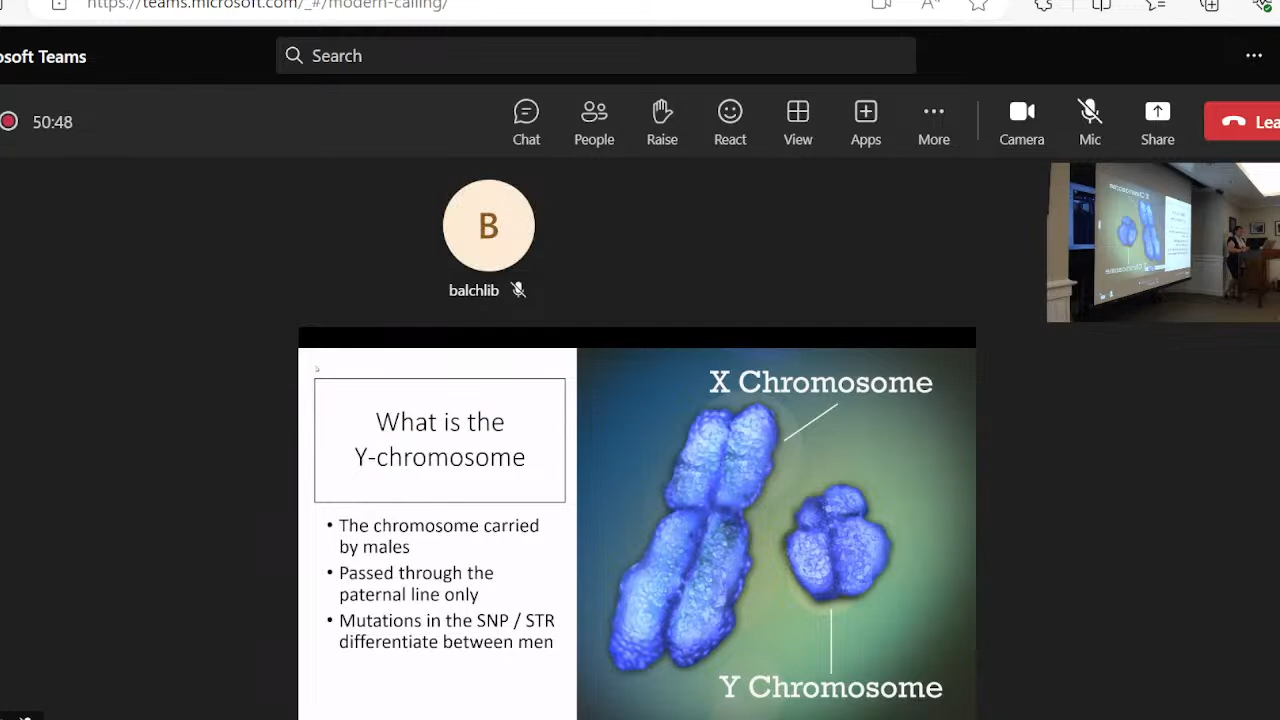 https://teams.microsoft.com/_#/modern-calling/
osoft Teams
Search
50:48
Chat
People
Raise
React
View
Apps
More
Camera
Mic
Share
Lea
B
balchlib
What is the
Y-chromosome
• The chromosome carried
by males
• Passed through the
paternal line only
• Mutations in the SNP / STR
differentiate between men
X Chromosome
Y Chromosome